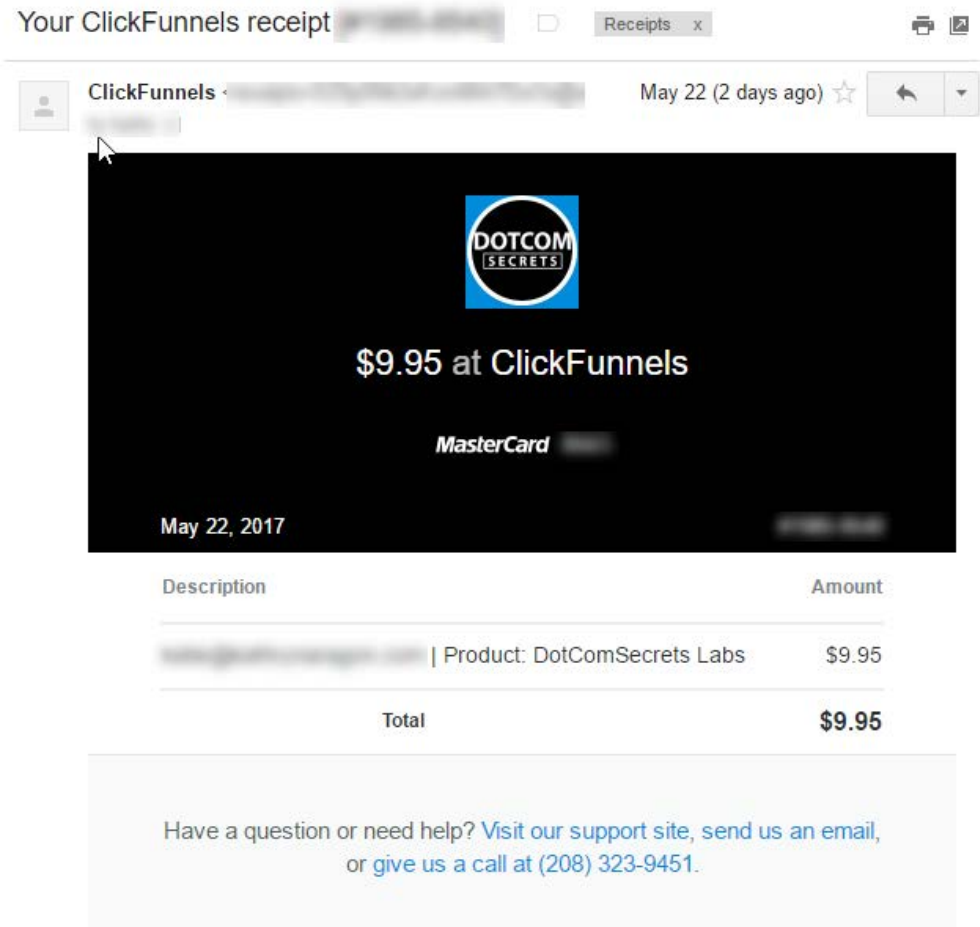 Your ClickFunnels receipt
Receipts x
ClickFunnels <
May 22 (2 days ago)
DOTCOM
SECRETS
$9.95 at ClickFunnels
MasterCard
May 22, 2017
Description Amount
| Product: DotComSecrets Labs $9.95
Total $9.95
Have a question or need help? Visit our support site, send us an email,
or give us a call at (208) 323-9451.